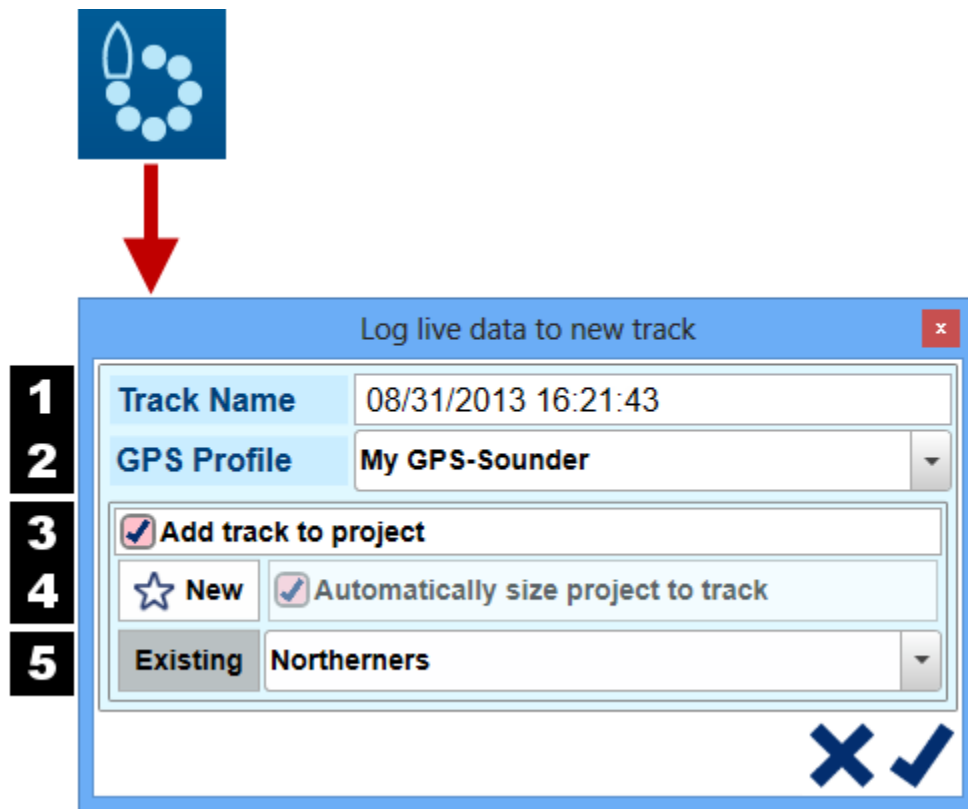 Log live data to new track
x
1 Track Name 08/31/2013 16:21:43
2 GPS Profile My GPS-Sounder
3 Add track to project
4 New Automatically size project to track
5 Existing Northerners